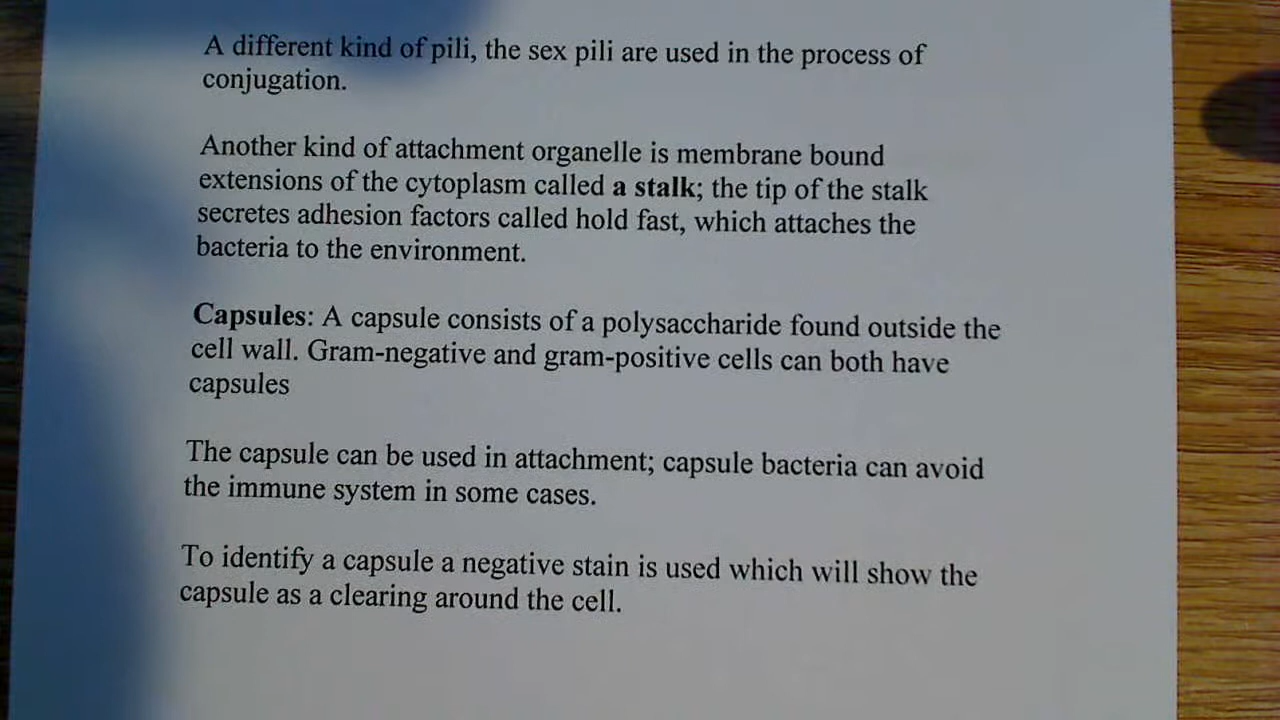 A different kind of pili, the sex pili are used in the process of
conjugation.
Another kind of attachment organelle is membrane bound
extensions of the cytoplasm called a stalk; the tip of the stalk
secretes adhesion factors called hold fast, which attaches the
bacteria to the environment.
Capsules: A capsule consists of a polysaccharide found outside the
cell wall. Gram-negative and gram-positive cells can both have
capsules
The capsule can be used in attachment; capsule bacteria can avoid
the immune system in some cases.
To identify a capsule a negative stain is used which will show the
capsule as a clearing around the cell.